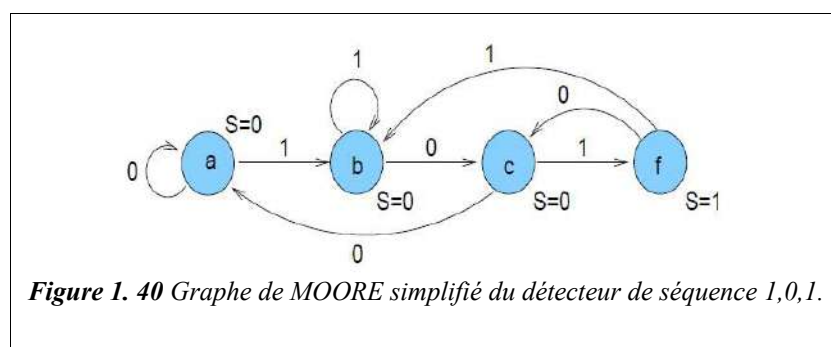 1
1
0
S=0
0
a
1
b
0
c
1
f
S=0
S=0
S=1
0
Figure 1. 40 Graphe de MOORE simplifié du détecteur de séquence 1,0,1.